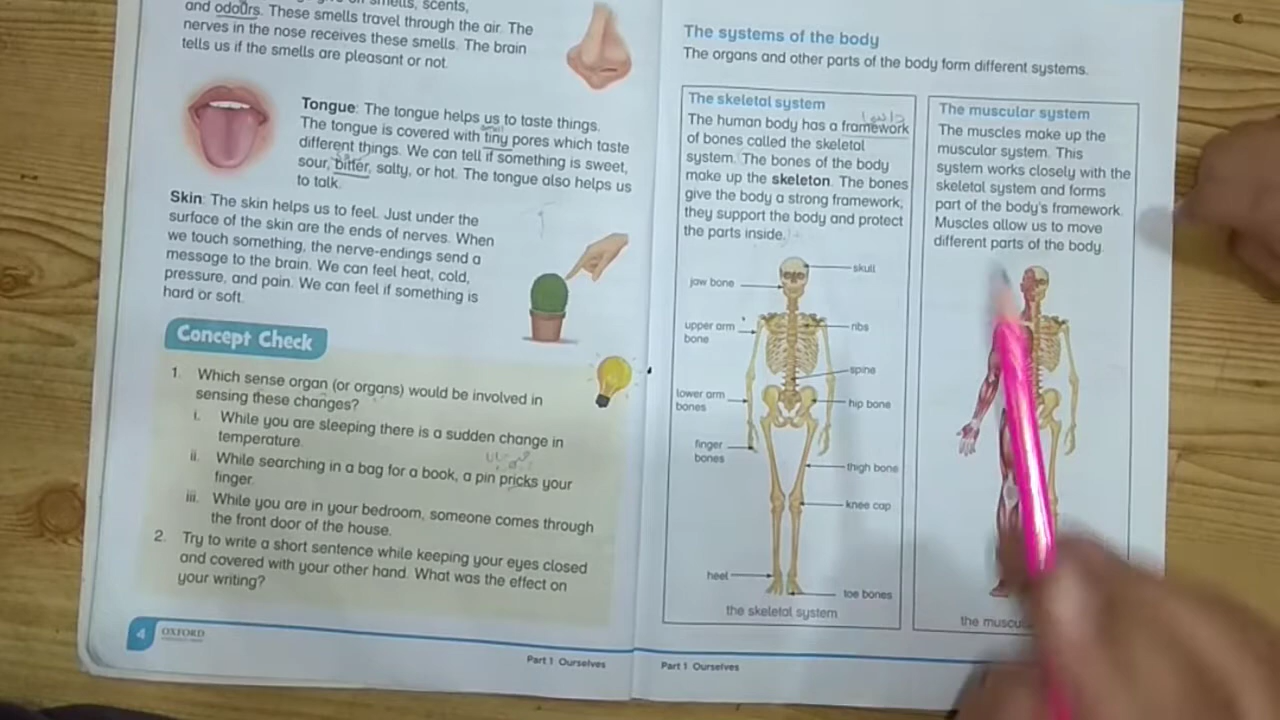 and odours. These smells travel through the air. The
nerves in the nose receives these smells. The brain
tells us if the smells are pleasant or not.
Tongue: The tongue helps us to taste things.
The tongue is covered with tiny pores which taste
different things. We can tell if something is sweet,
sour, bitter, salty, or hot. The tongue also helps us
to talk.
Skin: The skin helps us to feel. Just under the
surface of the skin are the ends of nerves. When
we touch something, the nerve-endings send a
message to the brain. We can feel heat, cold,
pressure, and pain. We can feel if something is
hard or soft.
Concept Check
1. Which sense organ (or organs) would be involved in
sensing these changes?
i. While you are sleeping there is a sudden change in
temperature.
ii. While searching in a bag for a book, a pin pricks your
finger.
iii. While you are in your bedroom, someone comes through
the front door of the house.
2. Try to write a short sentence while keeping your eyes closed
and covered with your other hand. What was the effect on
your writing?
4 OXFORD
Part 1 Ourselves
The systems of the body
The organs and other parts of the body form different systems.
The skeletal system
The human body has a framework
of bones called the skeletal
system. The bones of the body
make up the skeleton. The bones
give the body a strong framework,
they support the body and protect
the parts inside.
skull
jaw bone
upper arm
bone
ribs
spine
lower arm
bones
hip bone
finger
bones
thigh bone
knee cap
heel
toe bones
the skeletal system
The muscular system
The muscles make up the
muscular system. This
system works closely with the
skeletal system and forms
part of the body's framework.
Muscles allow us to move
different parts of the body.
the
Part 1 Ourselves